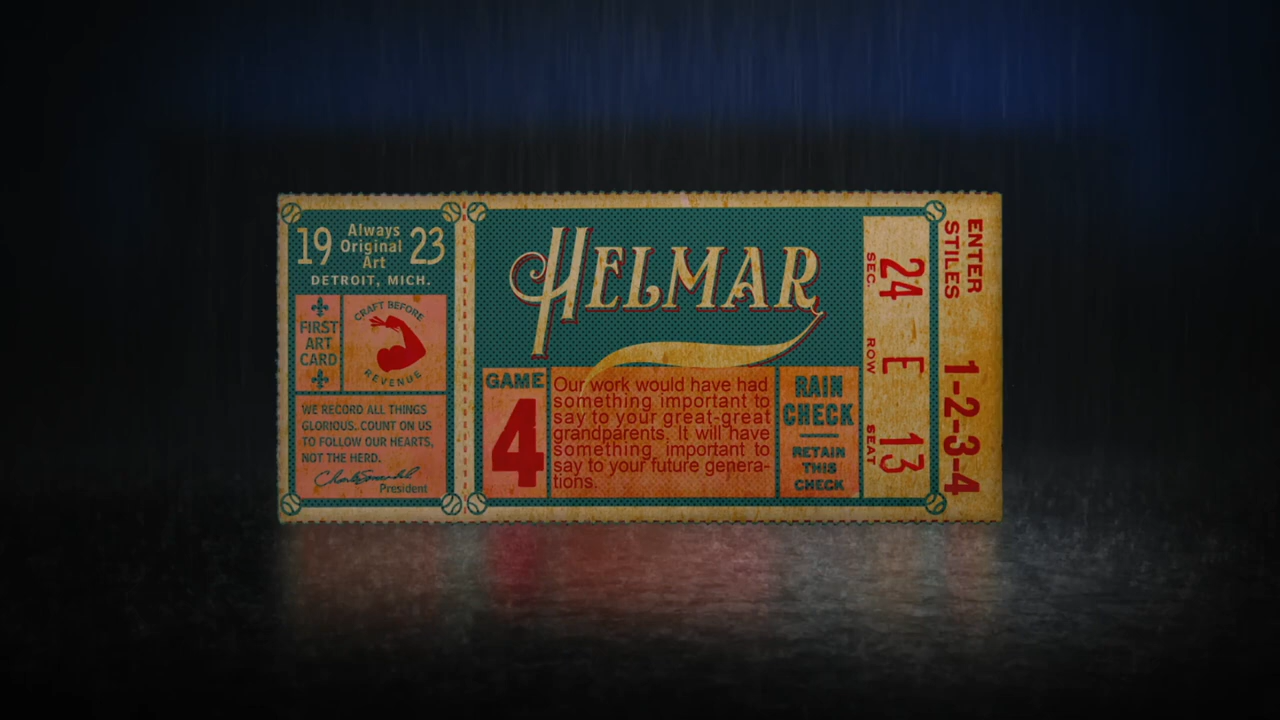 19 Always Original Art 23
DETROIT, MICH.
FIRST
ART
CARD
CRAFT BEFORE
REVENUE
WE RECORD ALL THINGS
GLORIOUS. COUNT ON US
TO FOLLOW OUR HEARTS,
NOT THE HERD.
President
HELMAR
GAME
4
Our work would have had
something important to
say to your great-great
grandparents. It will have
something important to
say to your future genera-
tions.
RAIN
CHECK
RETAIN
THIS
CHECK
SEC. 24
ROW E
SEAT 13
ENTER
STILES
1-2-3-4